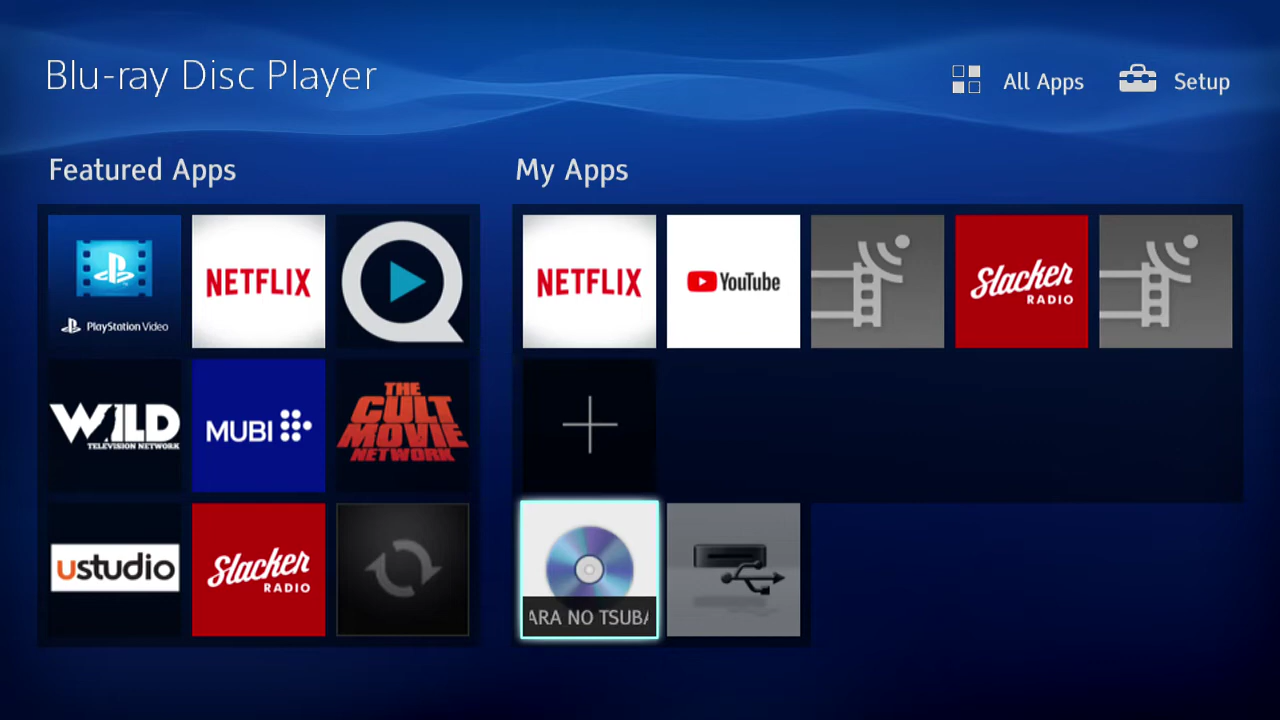 Blu-ray Disc Player
All Apps
Setup
Featured Apps
My Apps
PlayStation Video
NETFLIX
NETFLIX
YouTube
Slacker
RADIO
WILD
TELEVISION NETWORK
MUBI
THE
CULT
MOVIE
NETWORK
ustudio
Slacker
RADIO
ARA NO TSUBA